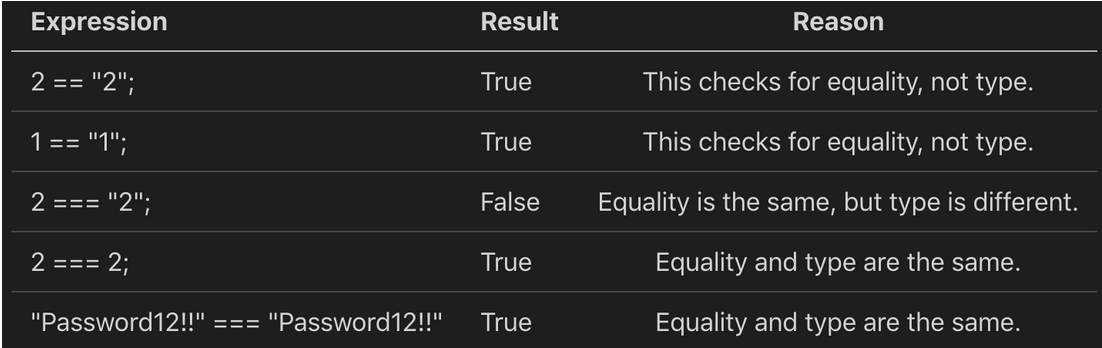 Expression Result Reason
2 == "2"; True This checks for equality, not type.
1 == "1"; True This checks for equality, not type.
2 === "2"; False Equality is the same, but type is different.
2 === 2; True Equality and type are the same.
"Password12!!" === "Password12!!" True Equality and type are the same.